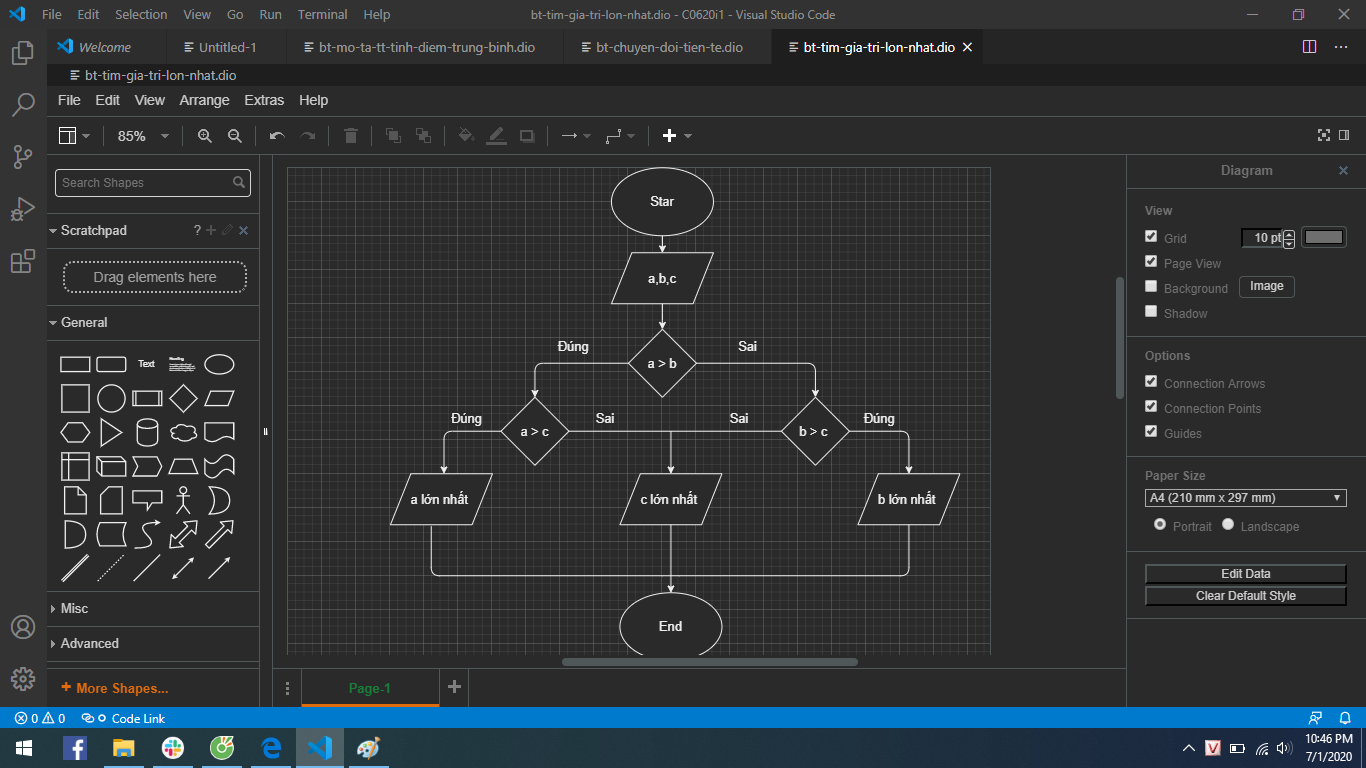 File Edit Selection View Go Run Terminal Help bt-tim-gia-tri-lon-nhat.dio - C0620i1 - Visual Studio Code
Welcome Untitled-1 bt-mo-ta-tt-tinh-diem-trung-binh.dio bt-chuyen-doi-tien-te.dio bt-tim-gia-tri-lon-nhat.dio
bt-tim-gia-tri-lon-nhat.dio
File Edit View Arrange Extras Help
85%
Search Shapes
Scratchpad ?
Drag elements here
General
Text
Misc
Advanced
+ More Shapes...
Star
a,b,c
Đúng a > b Sai
Đúng a > c Sai Sai b > c Đúng
a lớn nhất c lớn nhất b lớn nhất
End
Page-1
Diagram
View
Grid 10 pt
Page View
Background Image
Shadow
Options
Connection Arrows
Connection Points
Guides
Paper Size
A4 (210 mm x 297 mm)
Portrait Landscape
Edit Data
Clear Default Style
0 0 Code Link
10:46 PM
7/1/2020